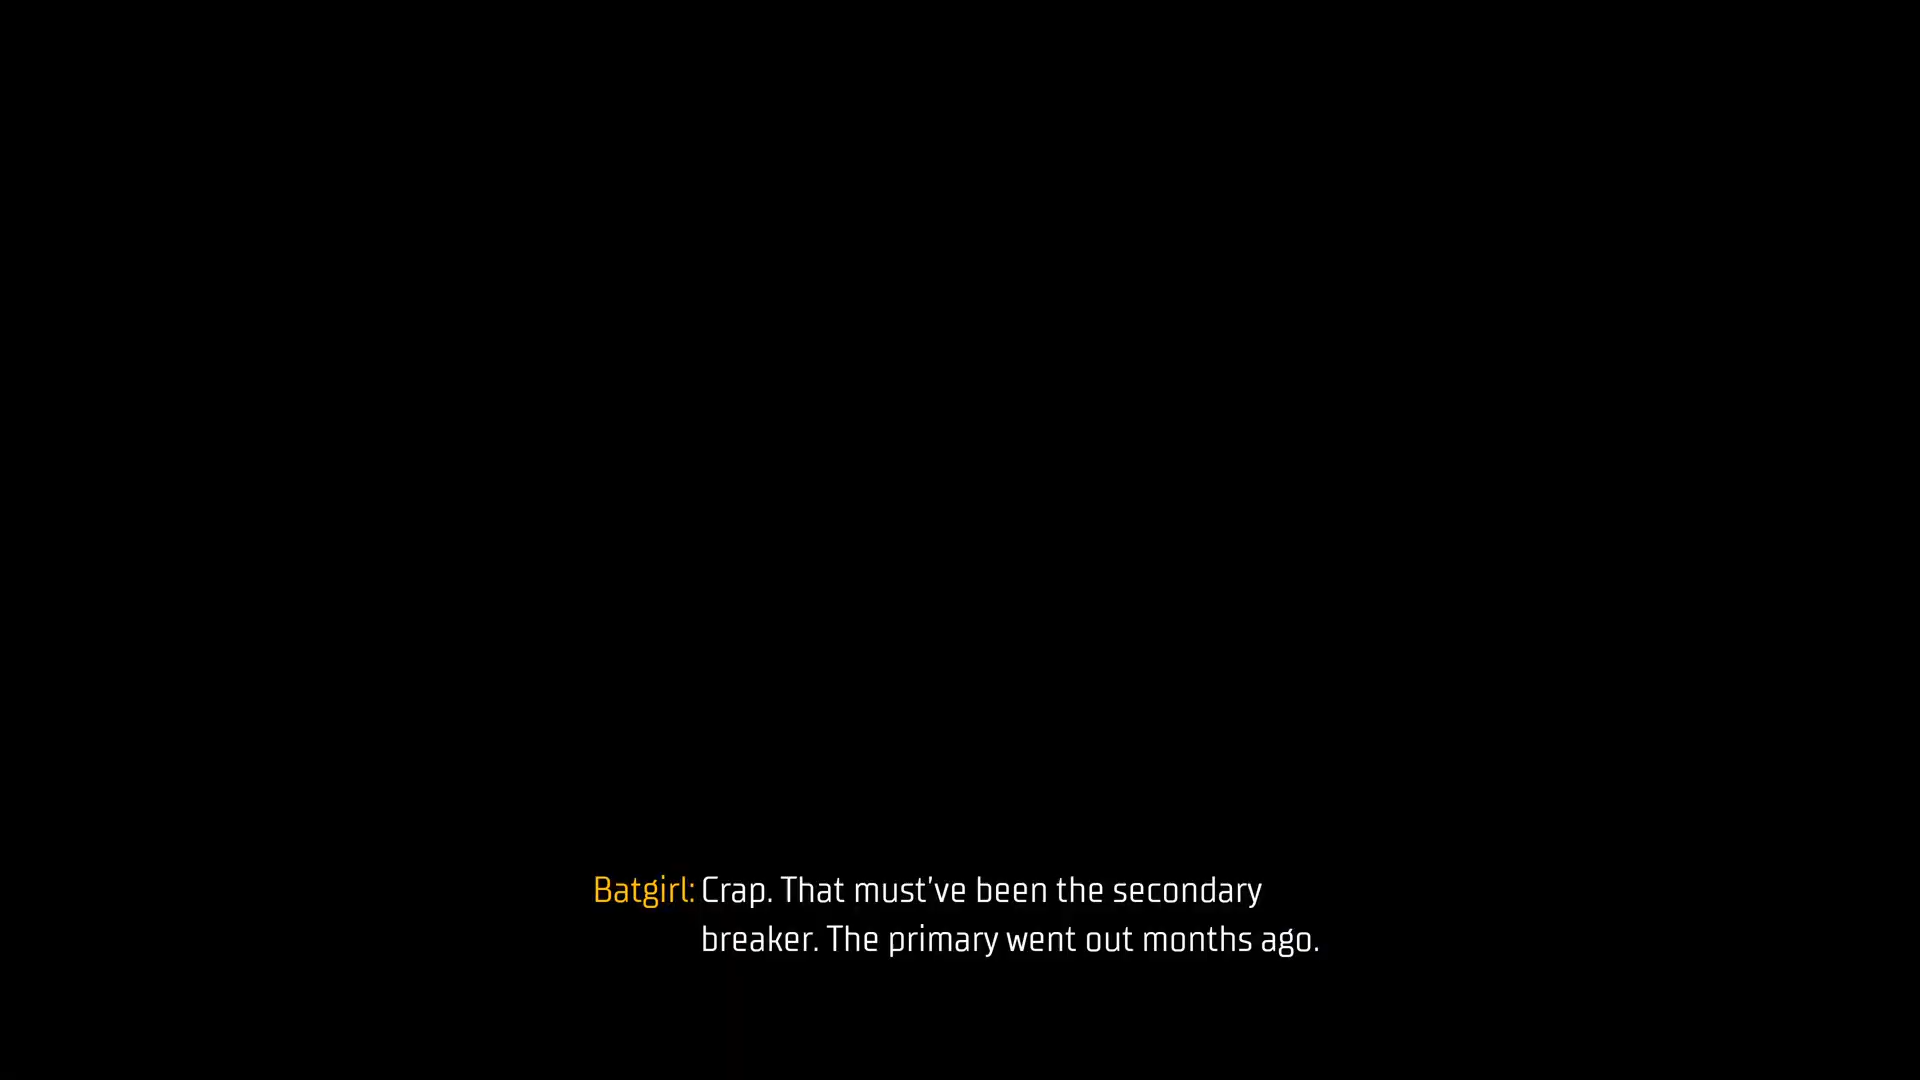 Batgirl: Crap. That must've been the secondary
breaker. The primary went out months ago.